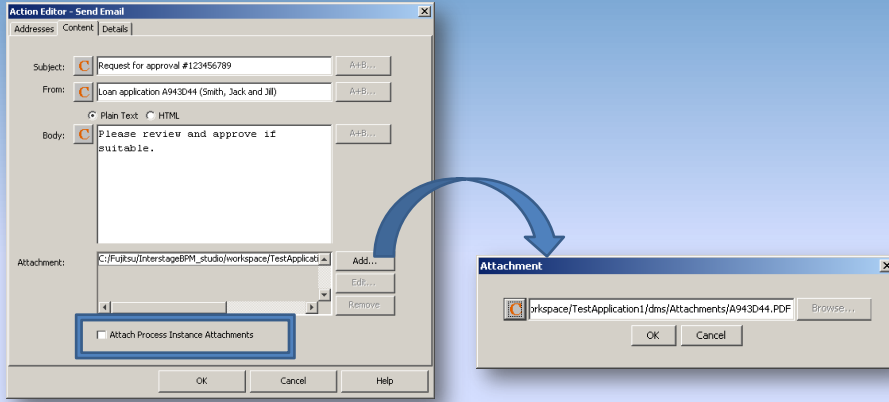 Action Editor - Send Email
Addresses Content Details
Subject: C Request for approval #123456789 A+B...
From: C Loan application A943D44 (Smith, Jack and Jill) A+B...
Plain Text HTML
Body: C Please review and approve if A+B...
suitable.
Attachment: C:/Fujitsu/InterstageBPM_studio/workspace/TestApplicati Add...
Edit...
Remove
Attach Process Instance Attachments
OK Cancel Help
Attachment
C orkspace/TestApplication1/dms/Attachments/A943D44.PDF Browse...
OK Cancel